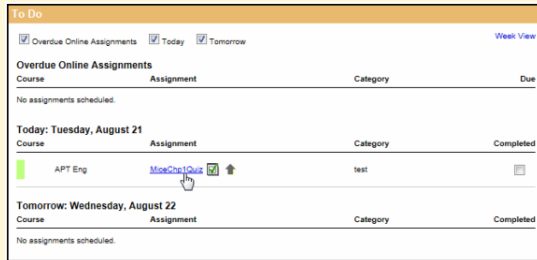 To Do
Overdue Online Assignments Today Tomorrow Week View
Overdue Online Assignments
Course Assignment Category Due
No assignments scheduled.
Today: Tuesday, August 21
Course Assignment Category Completed
APT Eng MiceChp1Quiz test
Tomorrow: Wednesday, August 22
Course Assignment Category Completed
No assignments scheduled.